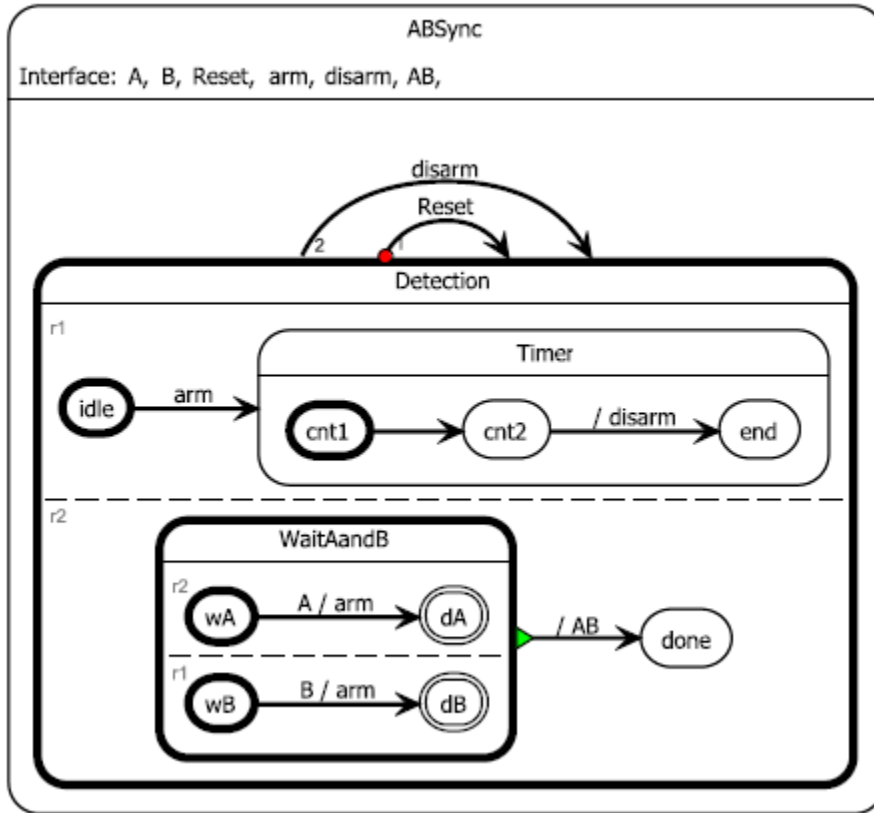 ABSync
Interface: A, B, Reset, arm, disarm, AB,
disarm
Reset
2
1
Detection
r1
Timer
idle
arm
cnt1
cnt2
/ disarm
end
r2
WaitAandB
r2
wA
A / arm
dA
/ AB
done
r1
wB
B / arm
dB